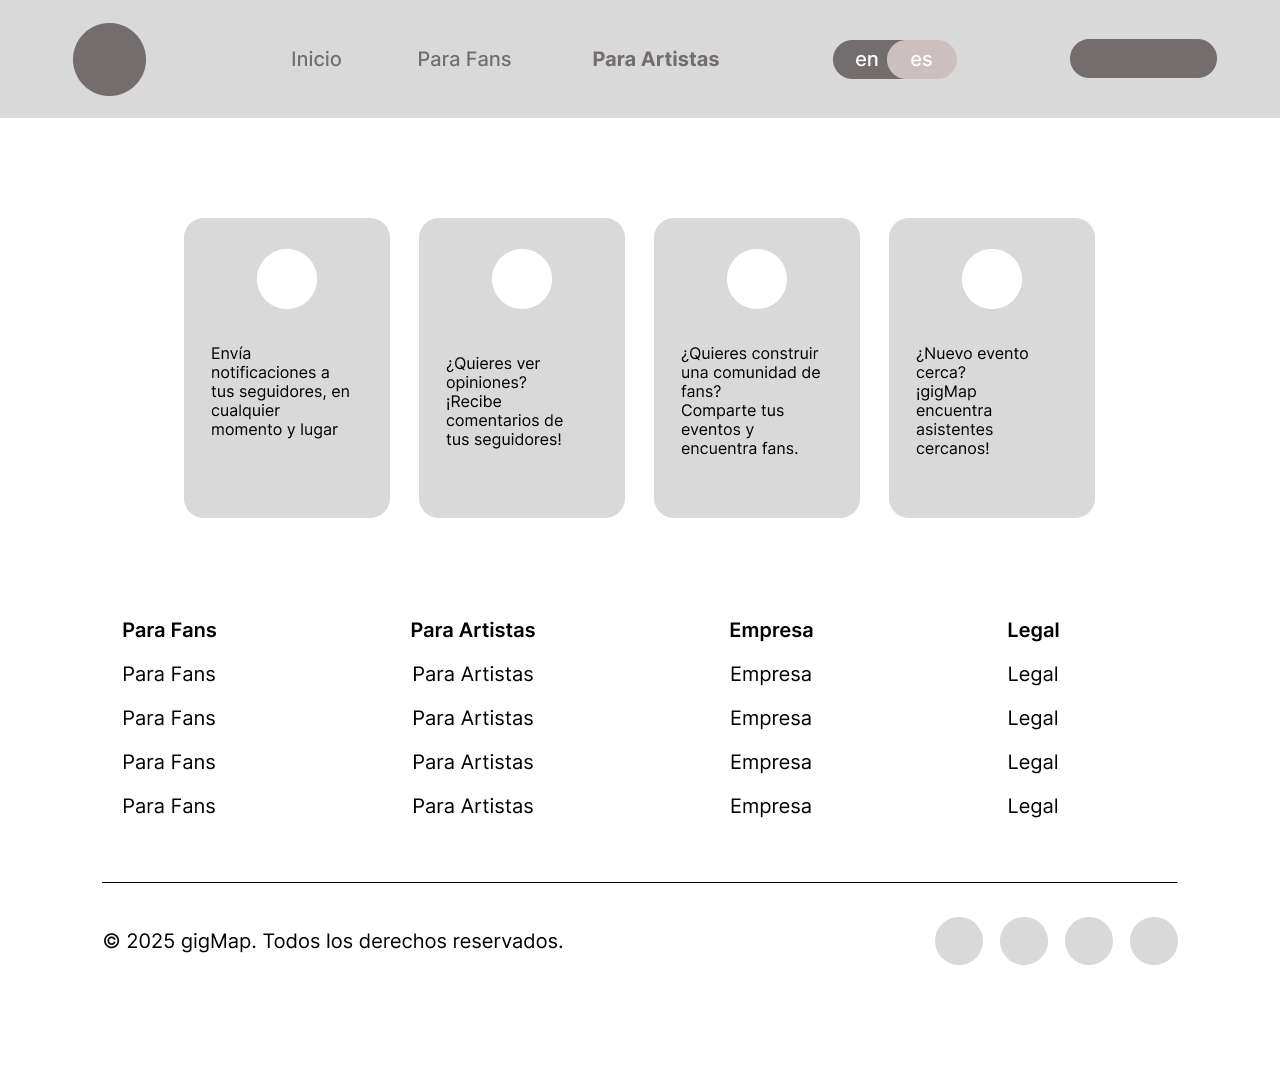 Inicio
Para Fans
Para Artistas
en
es
Envía
notificaciones a
tus seguidores, en
cualquier
momento y lugar
¿Quieres ver
opiniones?
¡Recibe
comentarios de
tus seguidores!
¿Quieres construir
una comunidad de
fans?
Comparte tus
eventos y
encuentra fans.
¿Nuevo evento
cerca?
¡gigMap
encuentra
asistentes
cercanos!
Para Fans
Para Fans
Para Fans
Para Fans
Para Fans
Para Artistas
Para Artistas
Para Artistas
Para Artistas
Para Artistas
Empresa
Empresa
Empresa
Empresa
Empresa
Legal
Legal
Legal
Legal
Legal
© 2025 gigMap. Todos los derechos reservados.